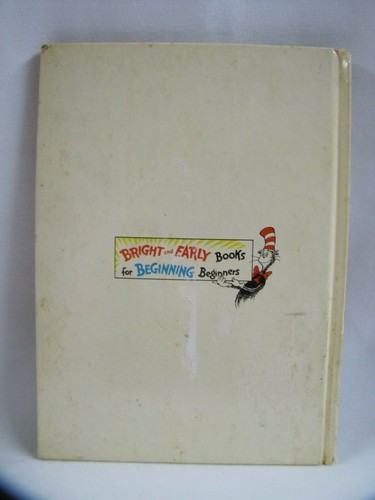 BRIGHT and EARLY BOOKS
for BEGINNING Beginners